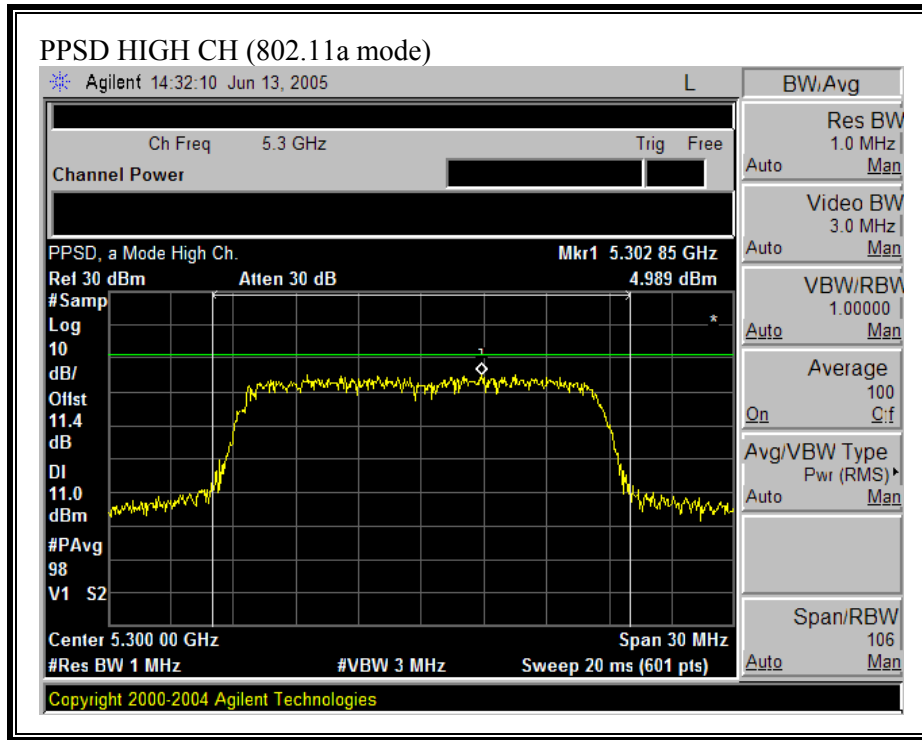 PPSD HIGH CH (802.11a mode)
Agilent 14:32:10 Jun 13, 2005 L BW/Avg
Ch Freq 5.3 GHz Trig Free
Channel Power
Res BW
1.0 MHz
Auto Man
Video BW
3.0 MHz
Auto Man
PPSD, a Mode High Ch. Mkr1 5.302 85 GHz
Ref 30 dBm Atten 30 dB 4.989 dBm
VBW/RBW
1.00000
Auto Man
#Samp
Log
10
dB/
Offst
11.4
dB
DI
11.0
dBm
#PAvg
98
V1 S2
1
*
Average
100
On Off
Avg/VBW Type
Pwr (RMS)
Auto Man
Span/RBW
106
Auto Man
Center 5.300 00 GHz Span 30 MHz
#Res BW 1 MHz #VBW 3 MHz Sweep 20 ms (601 pts)
Copyright 2000-2004 Agilent Technologies